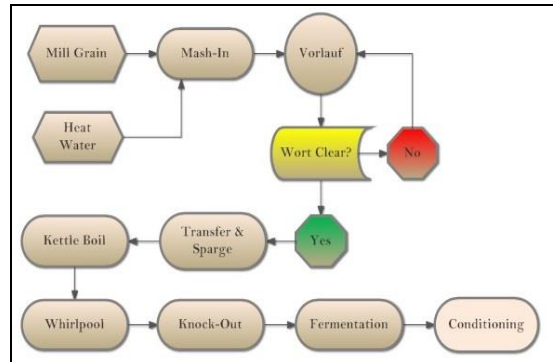 Mill Grain
Mash-In
Vorlauf
Heat
Water
Wort Clear?
No
Yes
Transfer &
Sparge
Kettle Boil
Whirlpool
Knock-Out
Fermentation
Conditioning